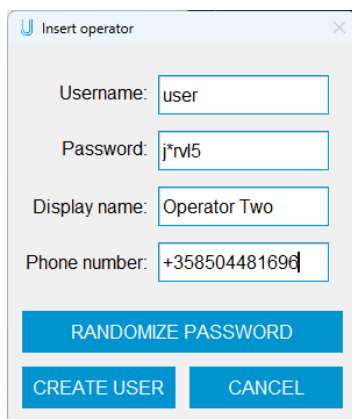 Insert operator
Username: user
Password: j*rvl5
Display name: Operator Two
Phone number: +358504481696
RANDOMIZE PASSWORD
CREATE USER CANCEL